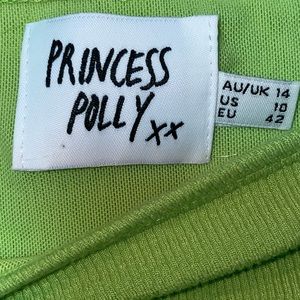 PRINCESS
POLLY xx
AU/UK 14
US 10
EU 42